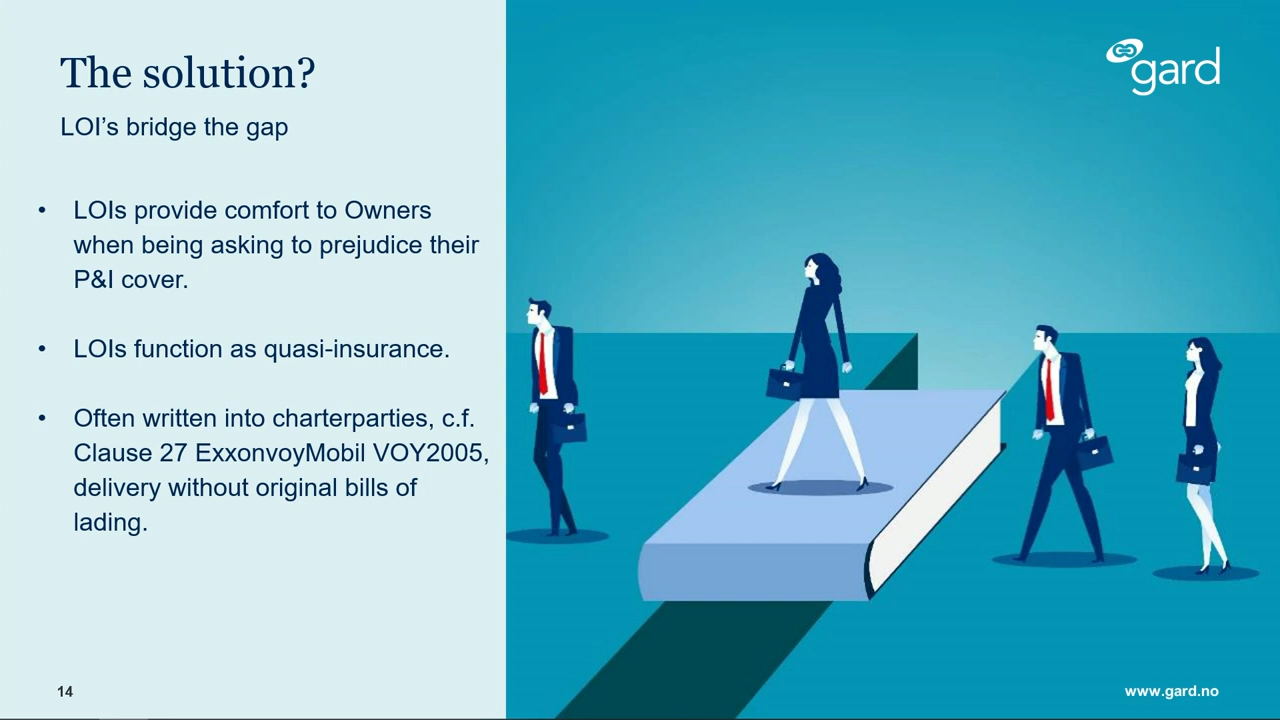 The solution?
LOI’s bridge the gap
• LOIs provide comfort to Owners
when being asking to prejudice their
P&I cover.
• LOIs function as quasi-insurance.
• Often written into charterparties, c.f.
Clause 27 ExxonvoyMobil VOY2005,
delivery without original bills of
lading.
14
gard
www.gard.no